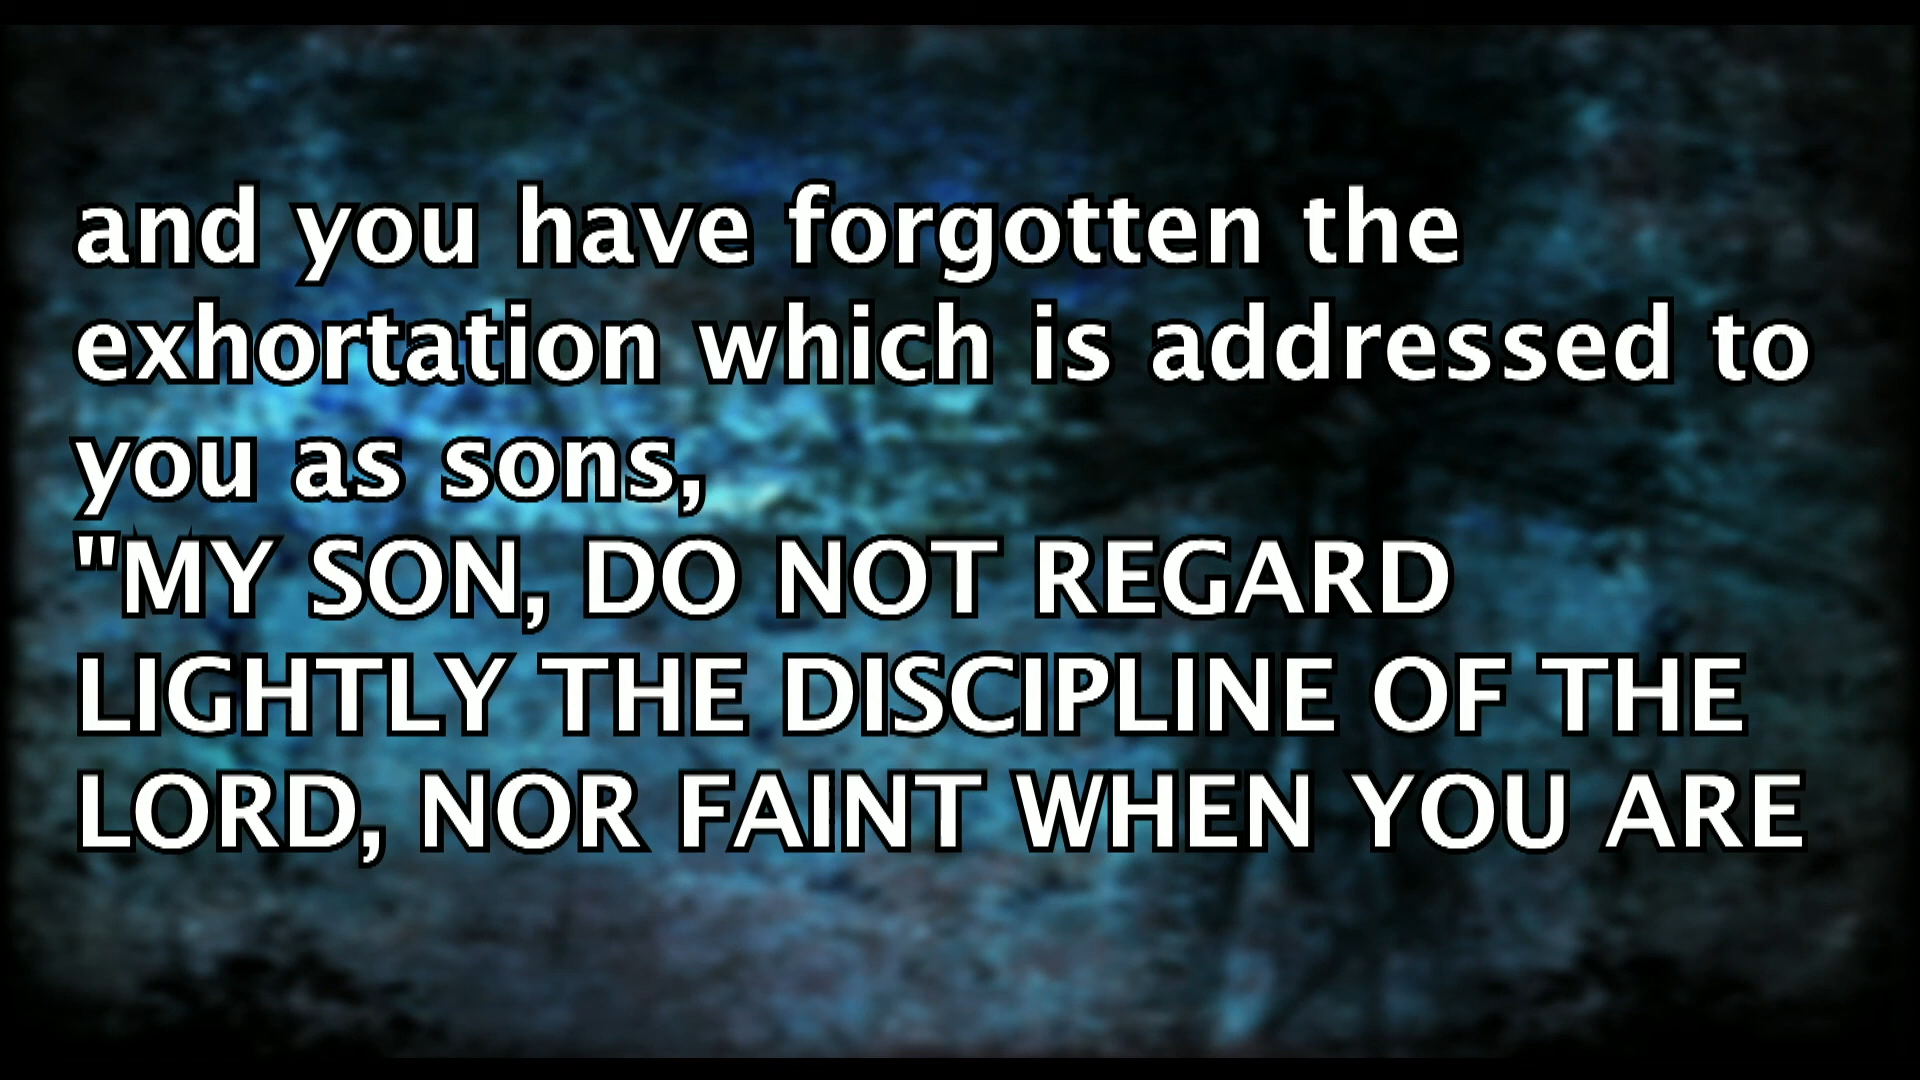 and you have forgotten the
exhortation which is addressed to
you as sons,
"MY SON, DO NOT REGARD
LIGHTLY THE DISCIPLINE OF THE
LORD, NOR FAINT WHEN YOU ARE